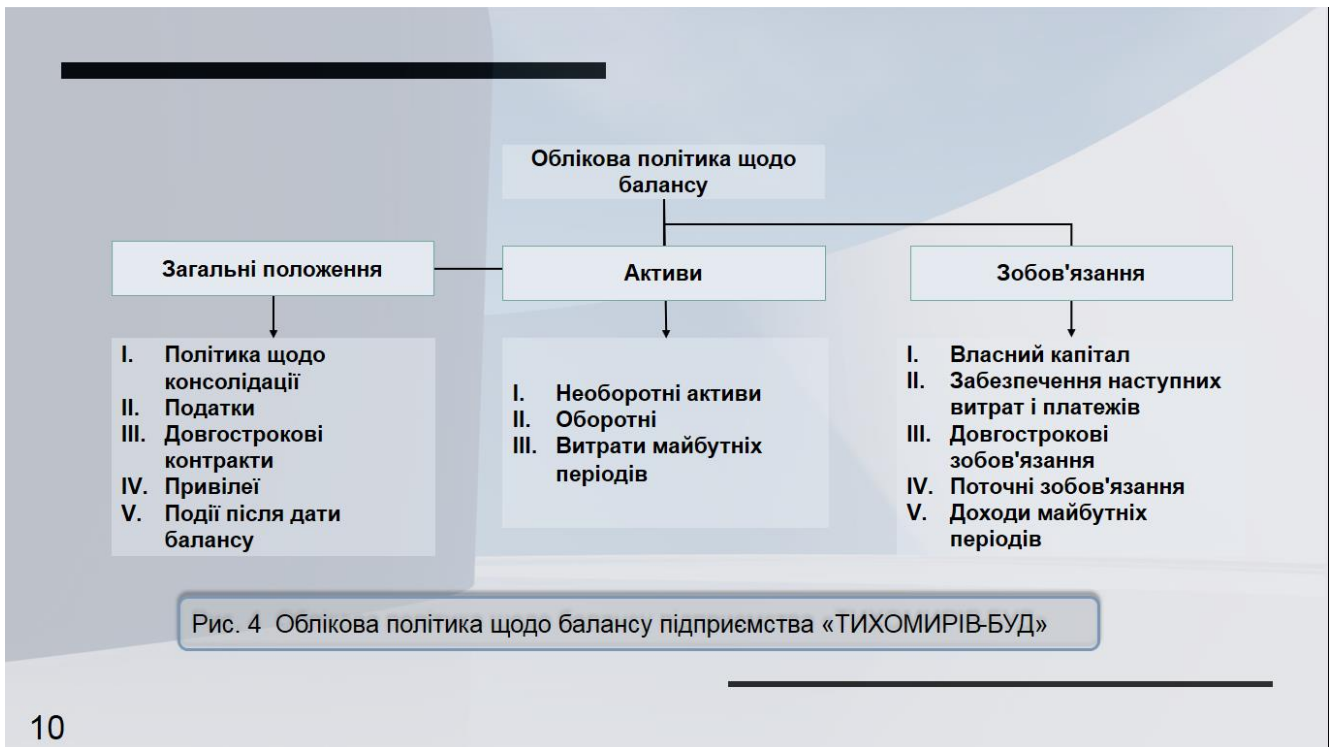 Облікова політика щодо
балансу
Загальні положення
Активи
Зобов'язання
I. Політика щодо
консолідації
II. Податки
III. Довгострокові
контракти
IV. Привілеї
V. Події після дати
балансу
I. Необоротні активи
II. Оборотні
III. Витрати майбутніх
періодів
I. Власний капітал
II. Забезпечення наступних
витрат і платежів
III. Довгострокові
зобов'язання
IV. Поточні зобов'язання
V. Доходи майбутніх
періодів
Рис. 4 Облікова політика щодо балансу підприємства «ТИХОМИРІВ-БУД»
10